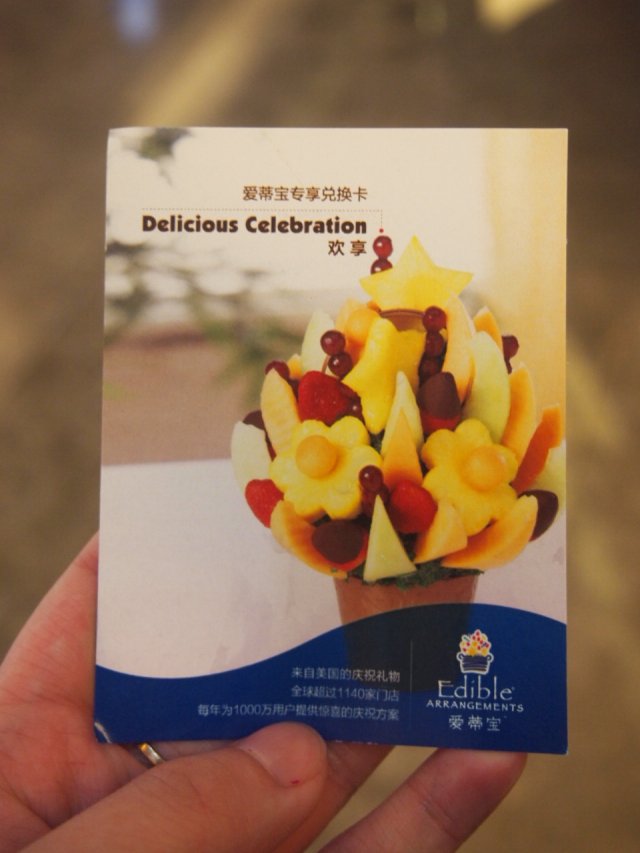 爱蒂宝专享兑换卡
Delicious Celebration
欢享
来自美国的庆祝礼物
全球超过1140家门店
每年为1000万用户提供惊喜的庆祝方案
Edible®
ARRANGEMENTS
爱蒂宝™